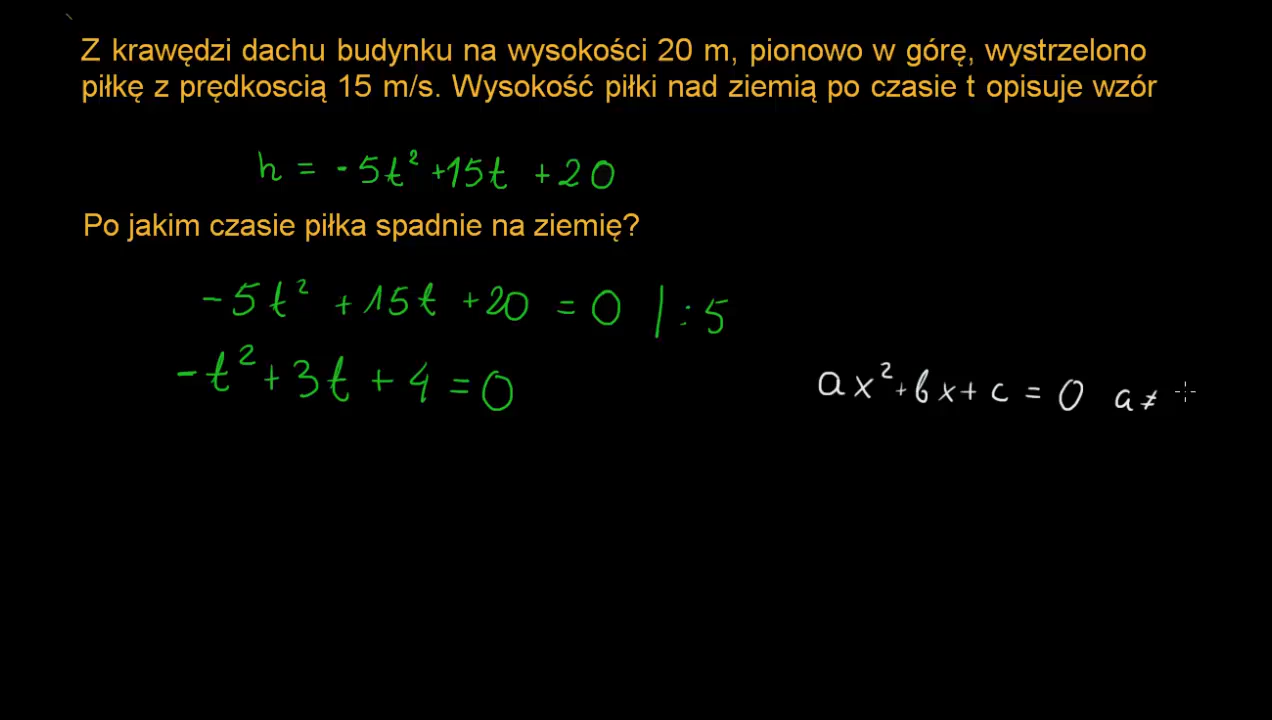 Z krawędzi dachu budynku na wysokości 20 m, pionowo w górę, wystrzelono
piłkę z prędkoscią 15 m/s. Wysokość piłki nad ziemią po czasie t opisuje wzór
h = -5t² +15t +20
Po jakim czasie piłka spadnie na ziemię?
-5t² +15t +20 = 0 | :5
-t² + 3t + 4 = 0
ax² + bx + c = 0 a ≠